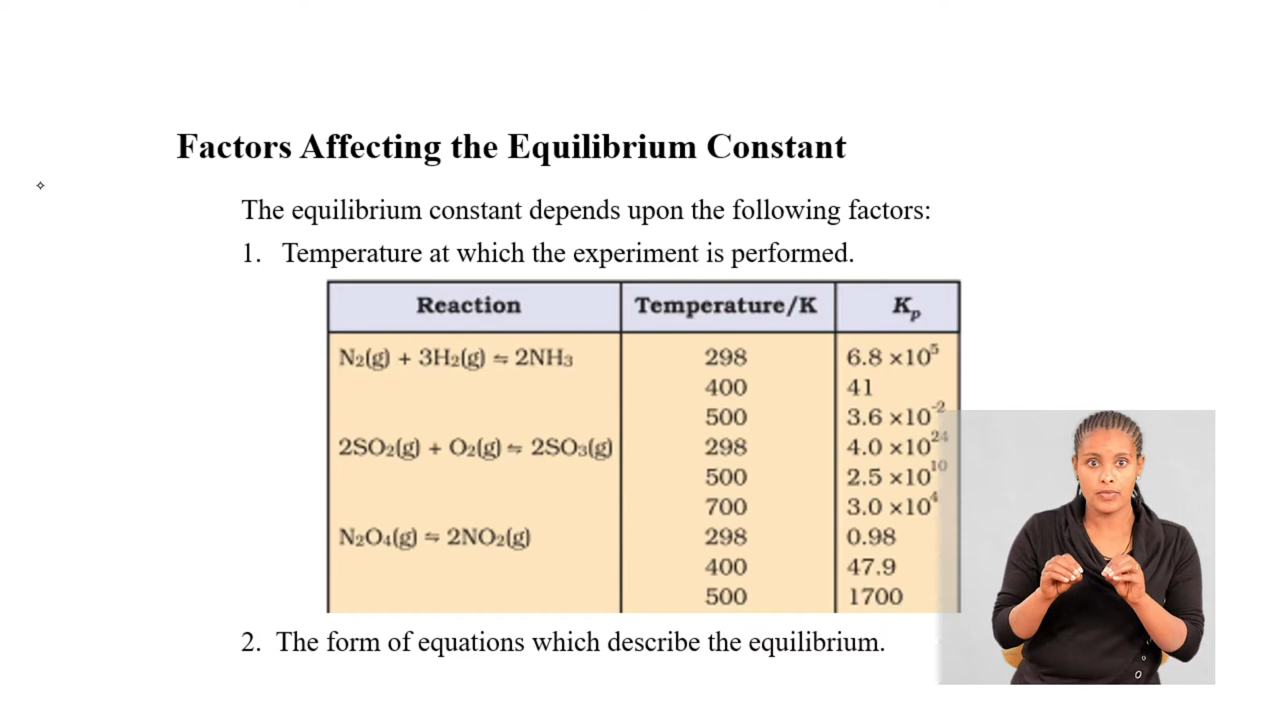 Factors Affecting the Equilibrium Constant
The equilibrium constant depends upon the following factors:
1. Temperature at which the experiment is performed.
Reaction Temperature/K Kₚ
N₂(g) + 3H₂(g) ⇋ 2NH₃ 298 6.8 ×10⁵
400 41
500 3.6 ×10⁻²
2SO₂(g) + O₂(g) ⇋ 2SO₃(g) 298 4.0 ×10²⁴
500 2.5 ×10¹⁰
700 3.0 ×10⁴
N₂O₄(g) ⇋ 2NO₂(g) 298 0.98
400 47.9
500 1700
2. The form of equations which describe the equilibrium.